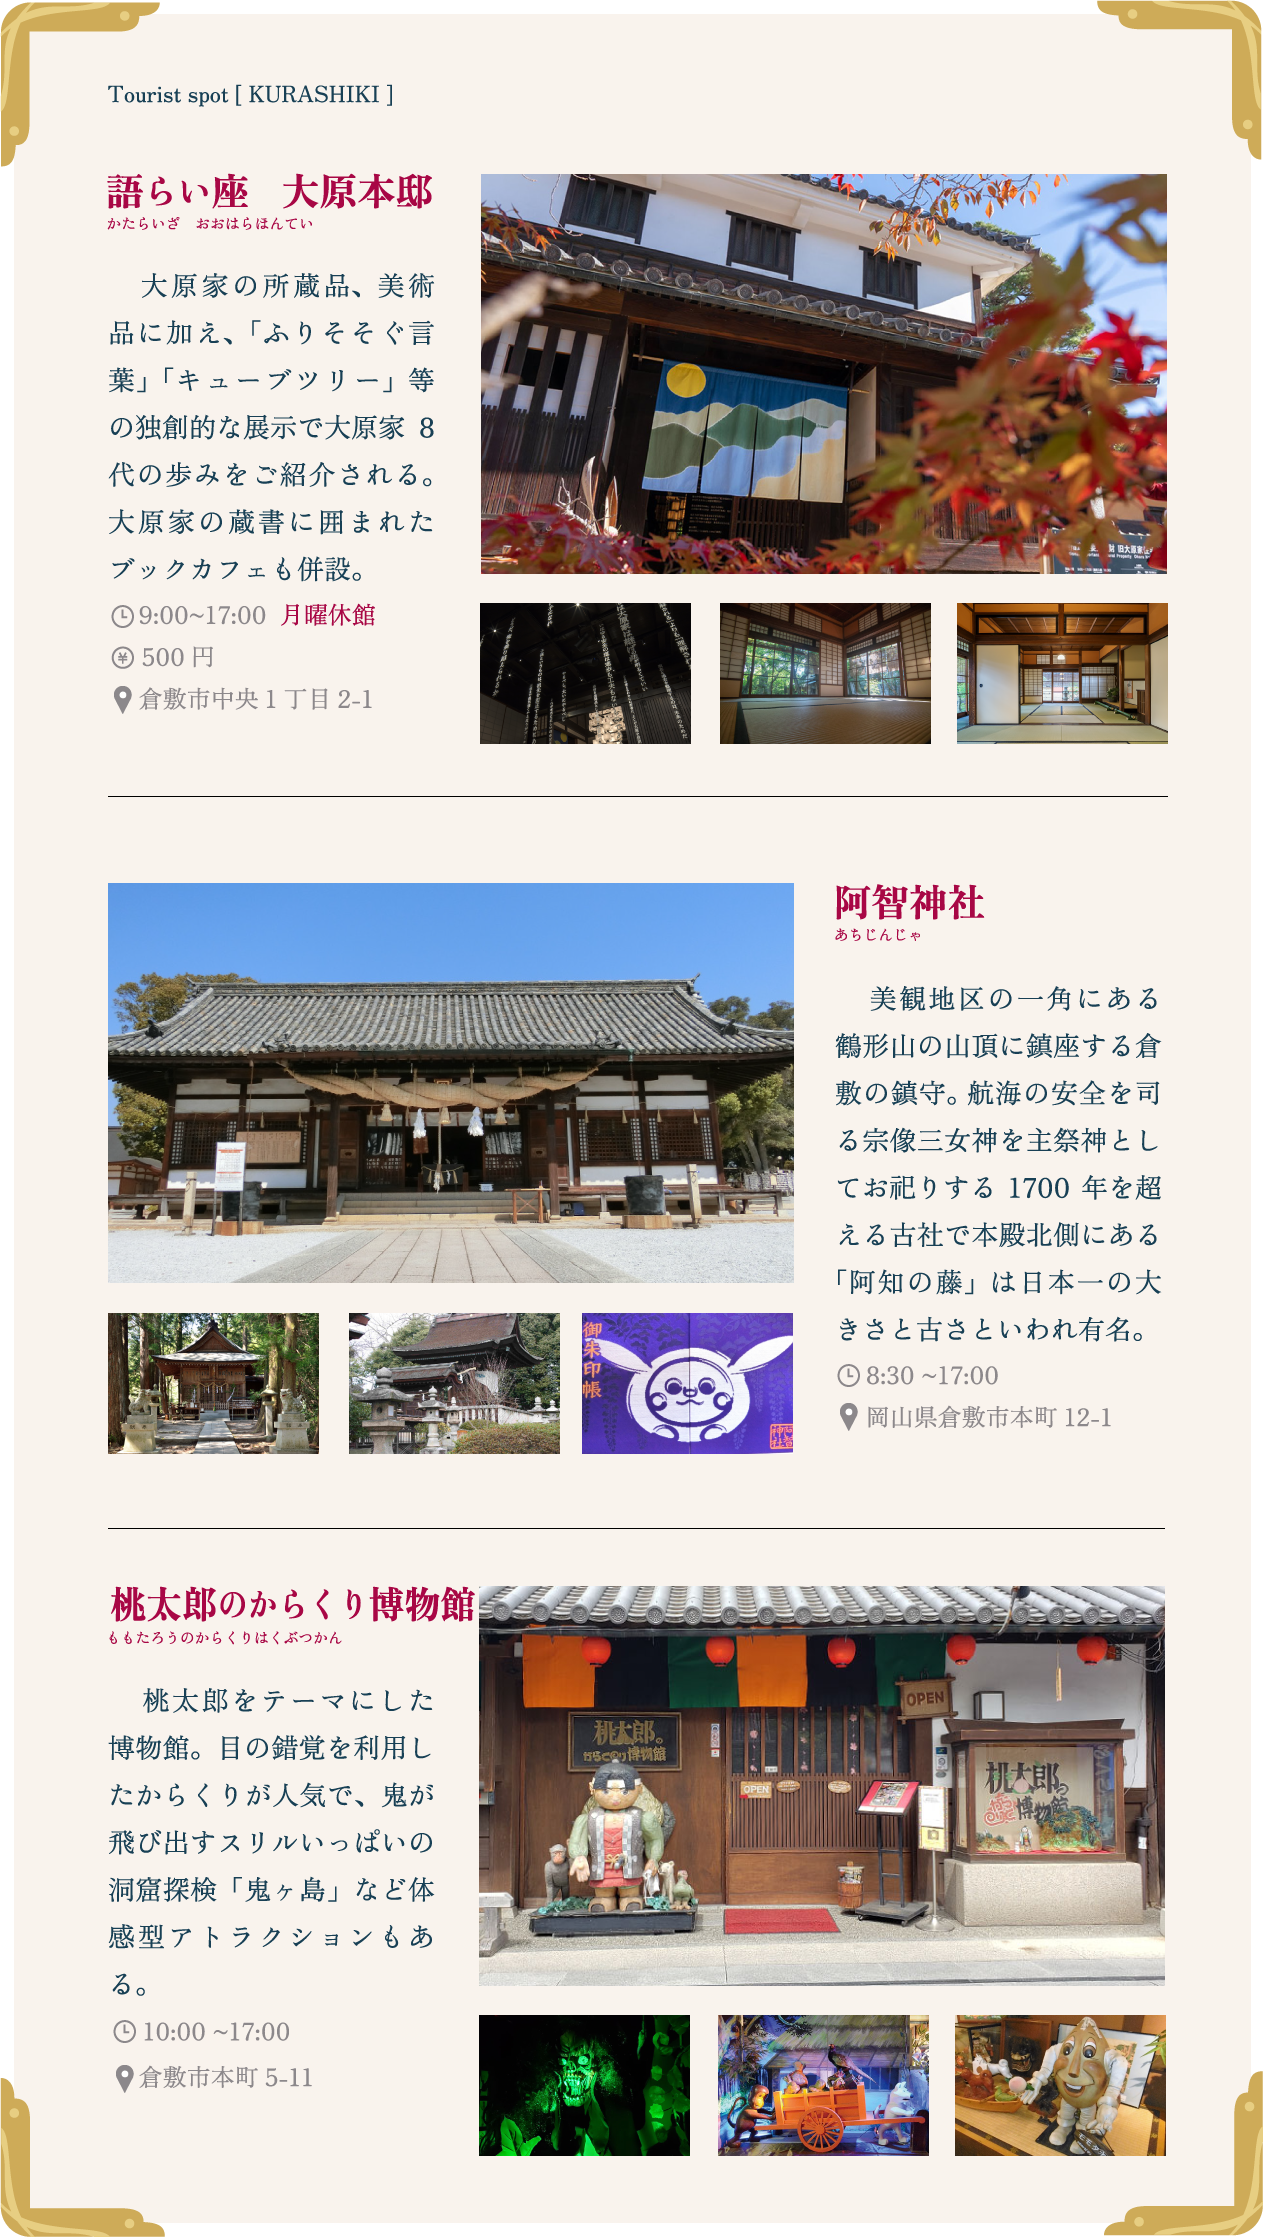 Tourist spot [ KURASHIKI ]
語らい座　大原本邸
かたらいざ　おおはらほんてい
大原家の所蔵品、美術
品に加え、「ふりそそぐ言
葉」「キューブツリー」等
の独創的な展示で大原家 8
代の歩みをご紹介される。
大原家の蔵書に囲まれた
ブックカフェも併設。
9:00~17:00 月曜休館
500 円
倉敷市中央 1 丁目 2-1
阿智神社
あちじんじゃ
美観地区の一角にある
鶴形山の山頂に鎮座する倉
敷の鎮守。航海の安全を司
る宗像三女神を主祭神とし
てお祀りする 1700 年を超
える古社で本殿北側にある
「阿知の藤」は日本一の大
きさと古さといわれ有名。
8:30 ~17:00
岡山県倉敷市本町 12-1
御朱印帳
桃太郎のからくり博物館
ももたろうのからくりはくぶつかん
桃太郎をテーマにした
博物館。目の錯覚を利用し
たからくりが人気で、鬼が
飛び出すスリルいっぱいの
洞窟探検「鬼ヶ島」など体
感型アトラクションもあ
る。
10:00 ~17:00
倉敷市本町 5-11
OPEN
桃太郎の
からくり博物館
OPEN
桃太郎の
博物館